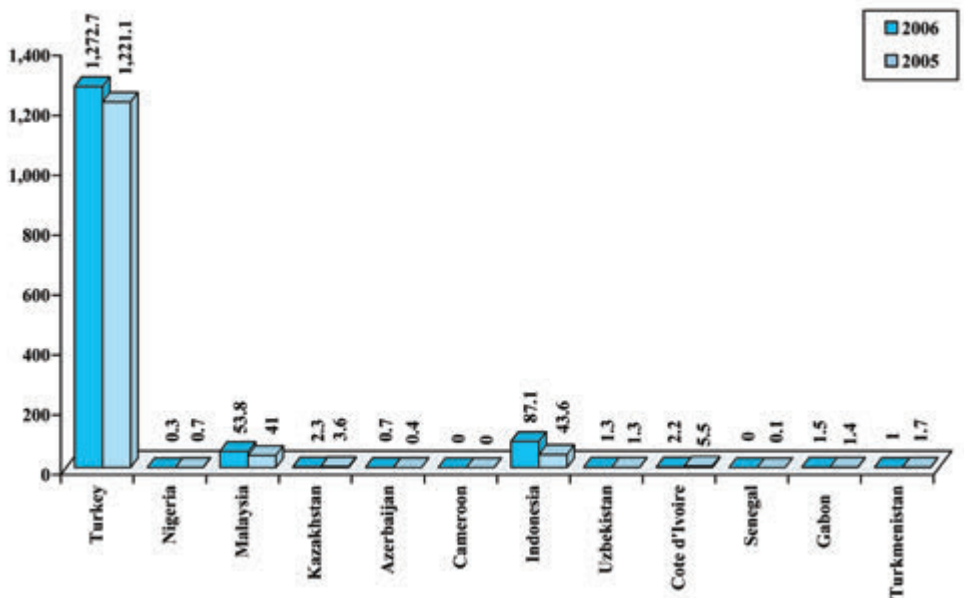 2006
2005
1,272.7
1,221.1
1,400
1,200
1,000
800
600
400
200
0
0.3
0.7
53.8
41
2.3
3.6
0.7
0.4
0
0
87.1
43.6
1.3
1.3
2.2
5.5
0
0.1
1.5
1.4
1
1.7
Turkey
Nigeria
Malaysia
Kazakhstan
Azerbaijan
Cameroon
Indonesia
Uzbekistan
Cote d'Ivoire
Senegal
Gabon
Turkmenistan